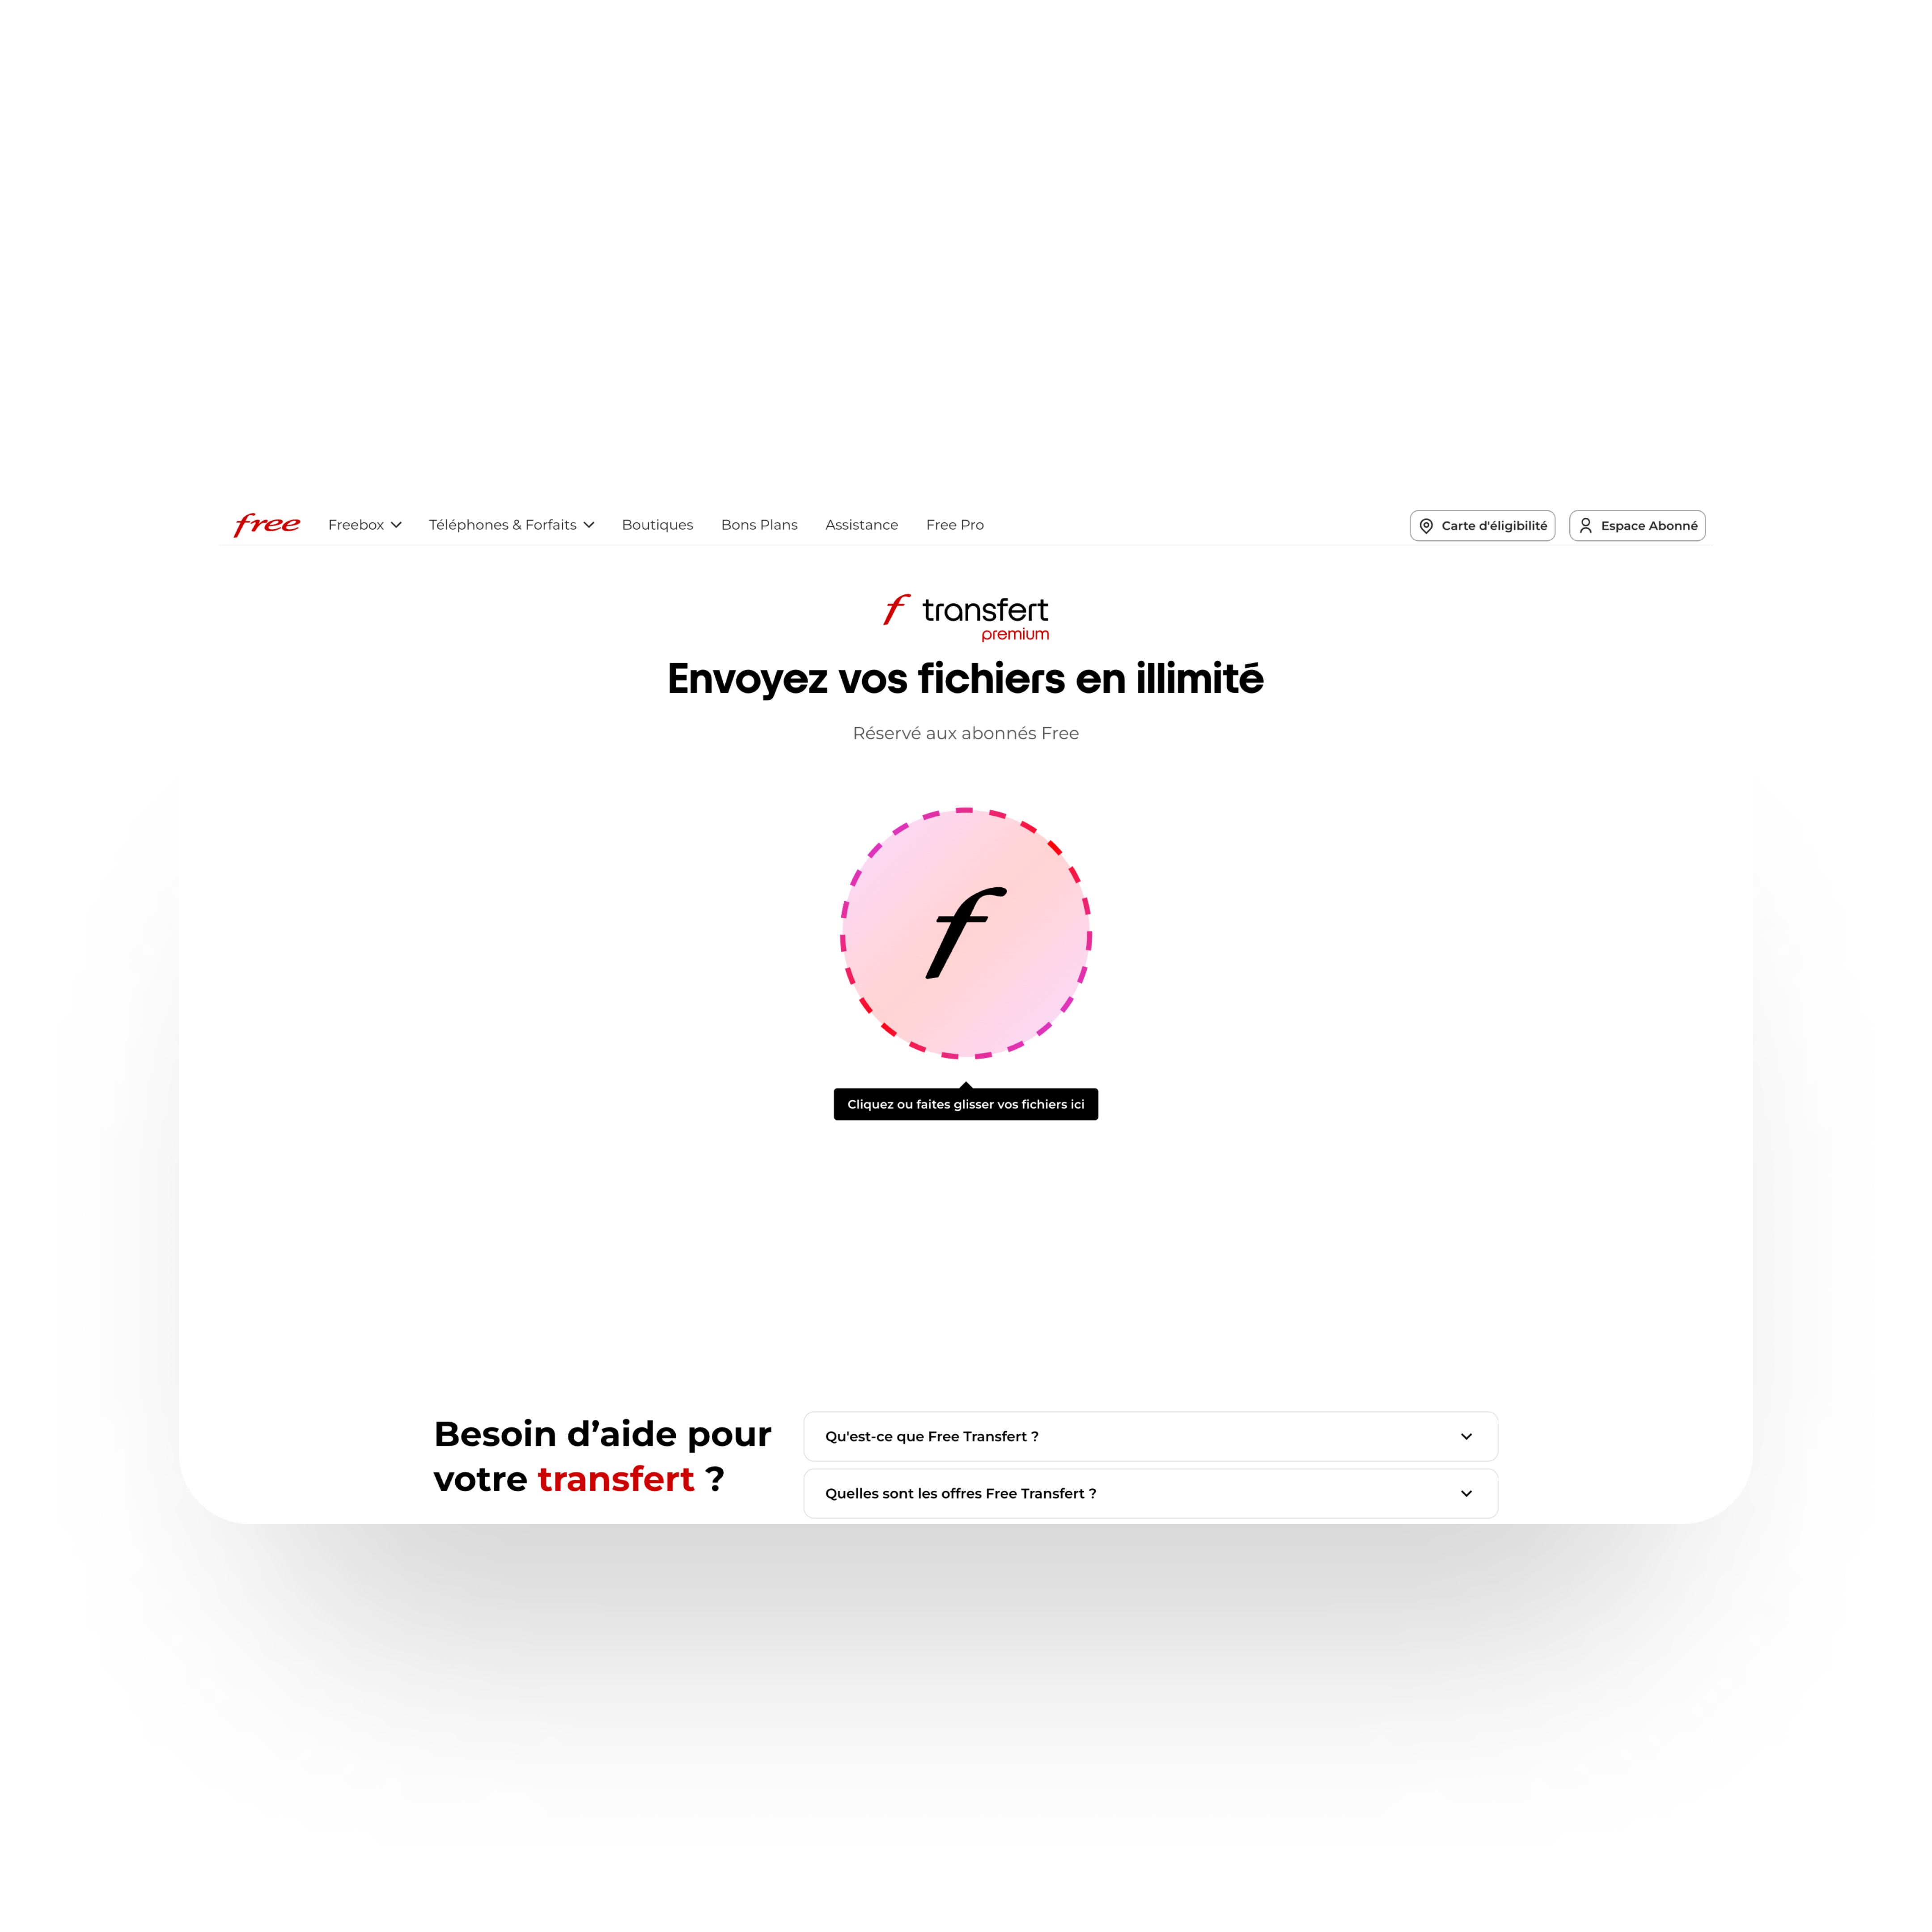 free Freebox Téléphones & Forfaits Boutiques Bons Plans Assistance Free Pro Carte d'éligibilité Espace Abonné
f transfert
premium
Envoyez vos fichiers en illimité
Réservé aux abonnés Free
f
Cliquez ou faites glisser vos fichiers ici
Besoin d’aide pour
votre transfert ?
Qu'est-ce que Free Transfert ?
Quelles sont les offres Free Transfert ?